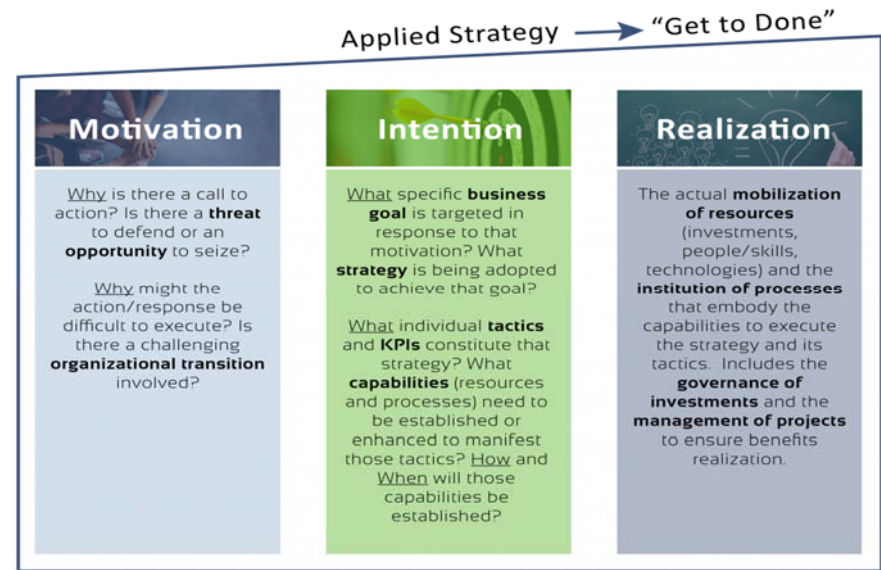 Applied Strategy → “Get to Done”
Motivation
Why is there a call to
action? Is there a threat
to defend or an
opportunity to seize?
Why might the
action/response be
difficult to execute? Is
there a challenging
organizational transition
involved?
Intention
What specific business
goal is targeted in
response to that
motivation? What
strategy is being adopted
to achieve that goal?
What individual tactics
and KPIs constitute that
strategy? What
capabilities (resources
and processes) need to
be established or
enhanced to manifest
those tactics? How and
When will those
capabilities be
established?
Realization
The actual mobilization
of resources
(investments,
people/skills,
technologies) and the
institution of processes
that embody the
capabilities to execute
the strategy and its
tactics. Includes the
governance of
investments and the
management of projects
to ensure benefits
realization.